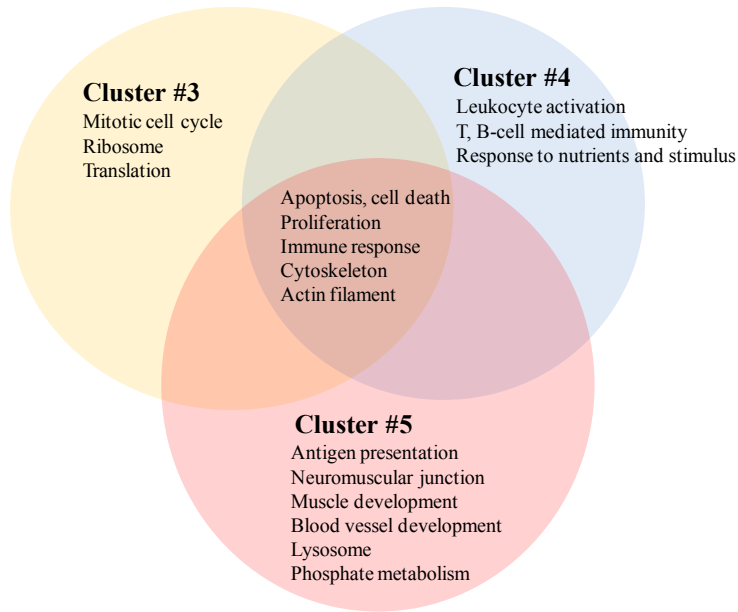 Cluster #3
Mitotic cell cycle
Ribosome
Translation
Cluster #4
Leukocyte activation
T, B-cell mediated immunity
Response to nutrients and stimulus
Apoptosis, cell death
Proliferation
Immune response
Cytoskeleton
Actin filament
Cluster #5
Antigen presentation
Neuromuscular junction
Muscle development
Blood vessel development
Lysosome
Phosphate metabolism